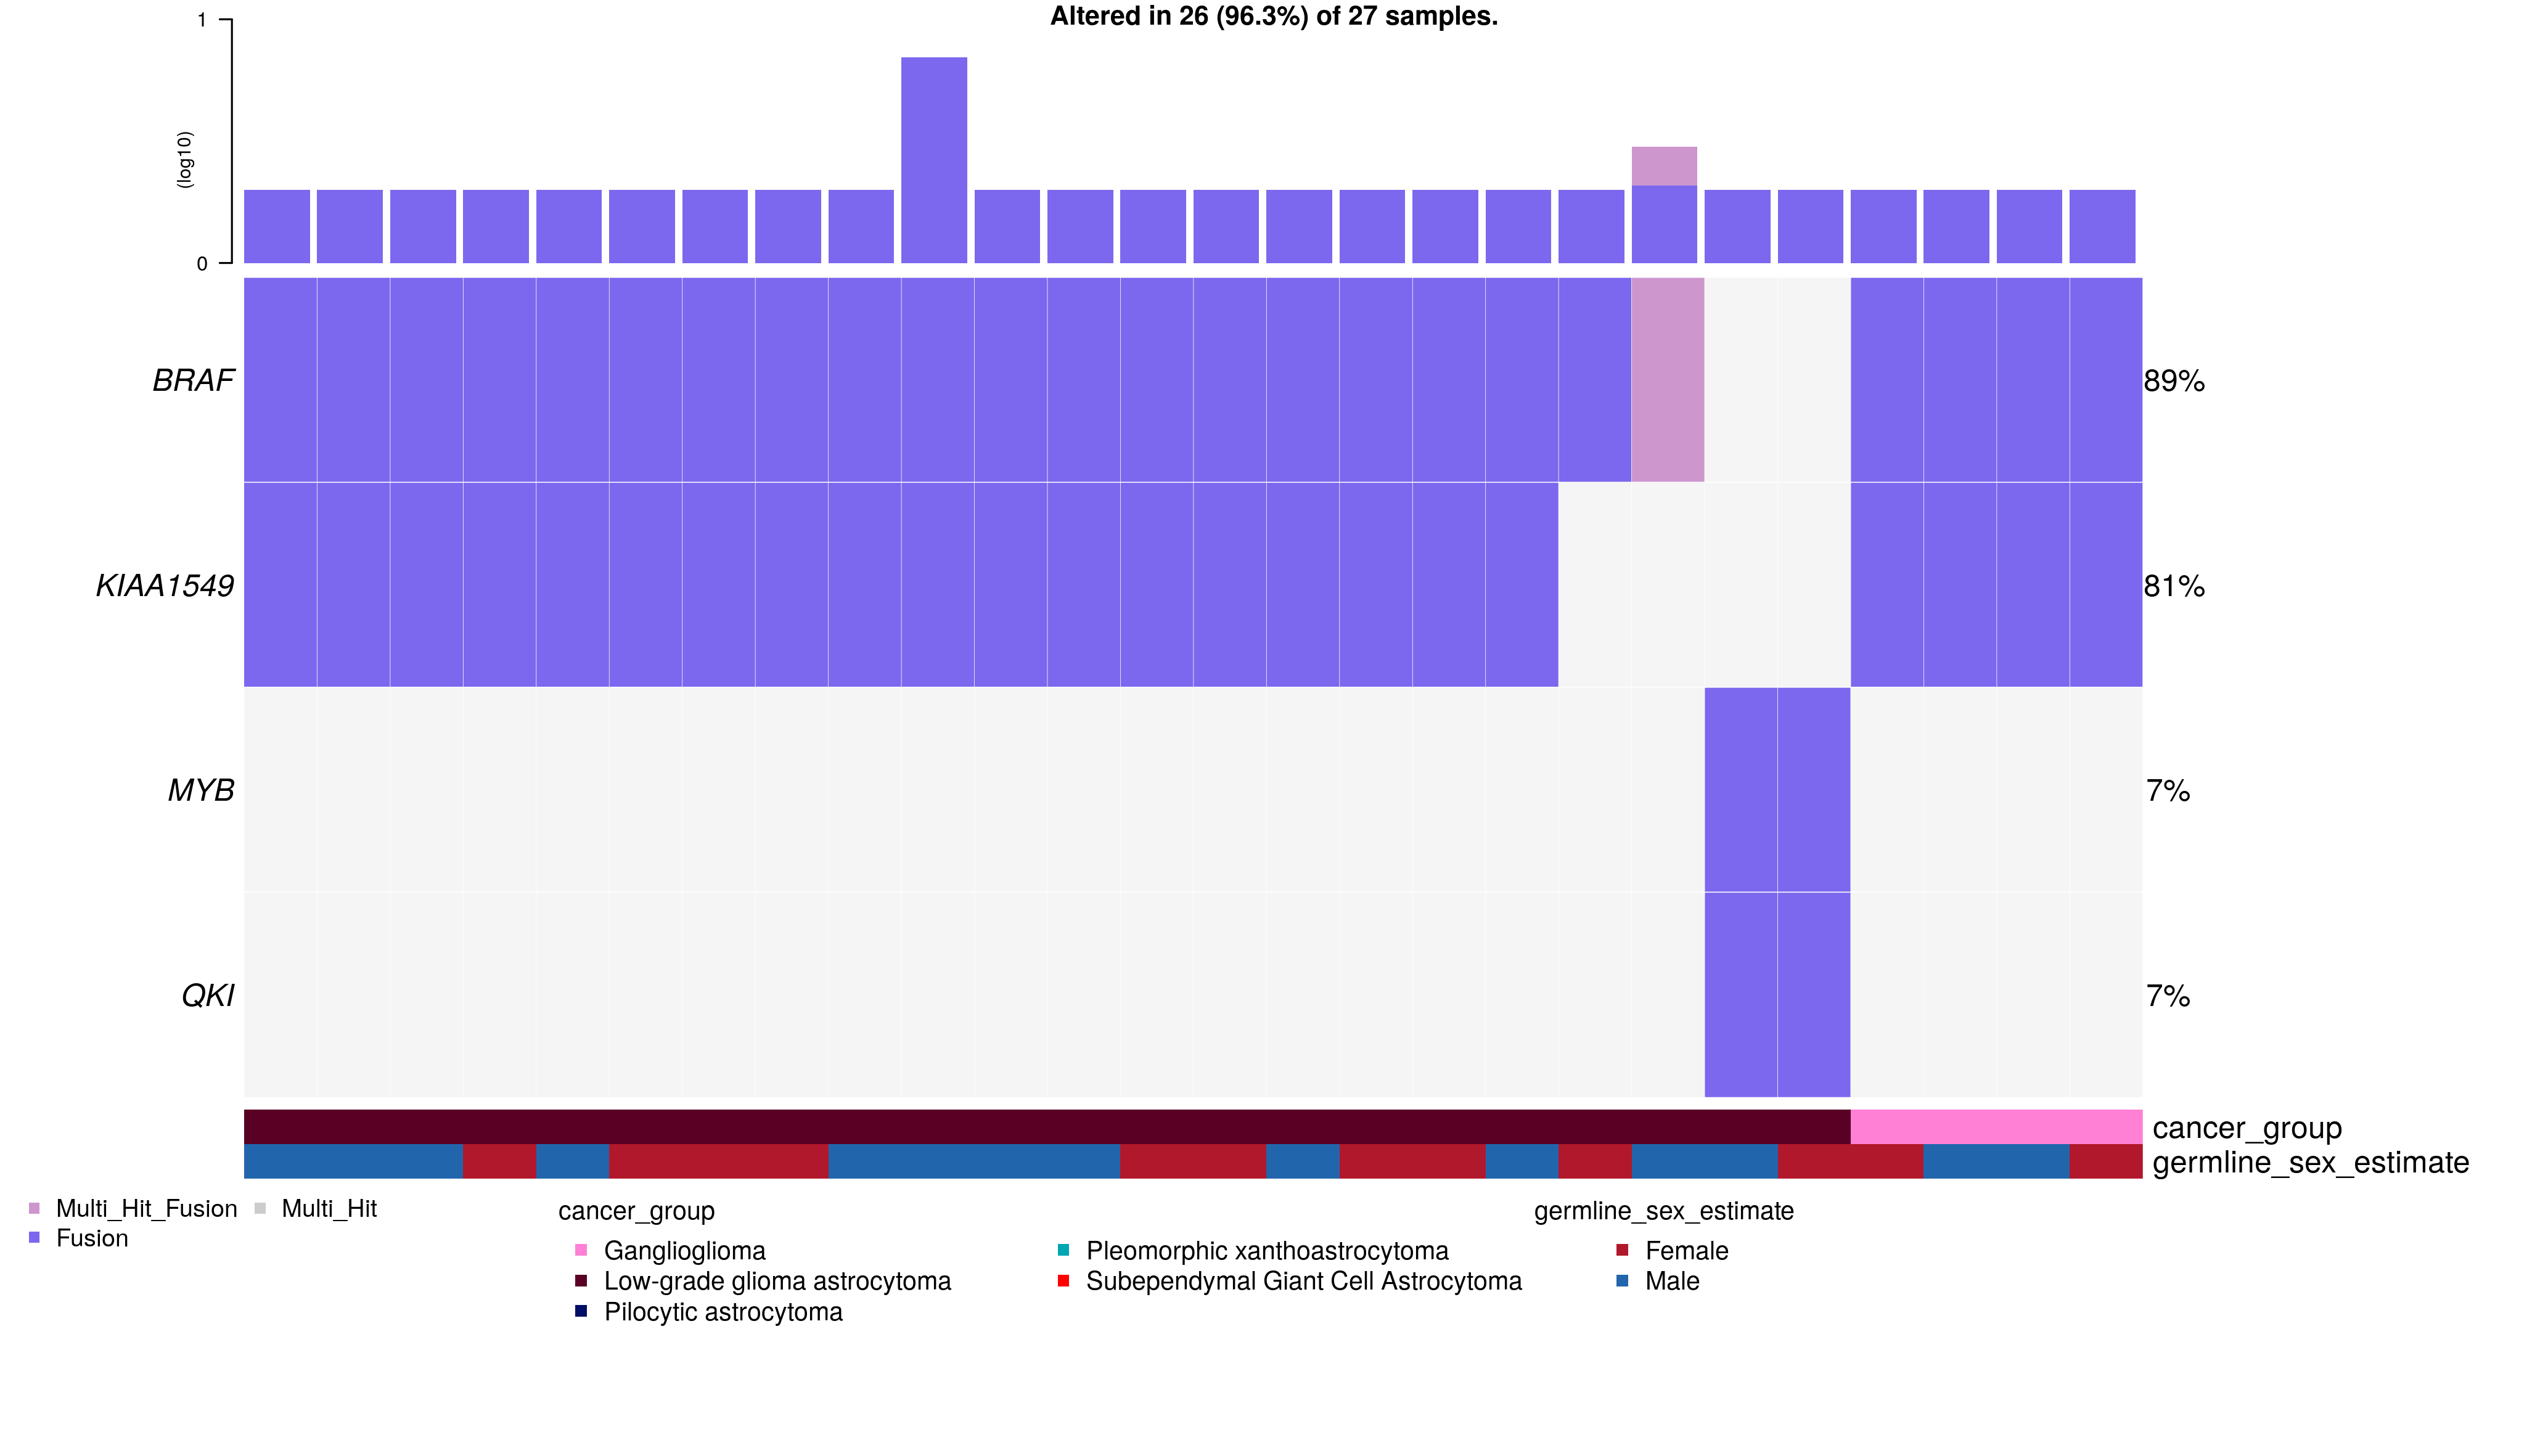 Altered in 26 (96.3%) of 27 samples.
1
(log10)
0
BRAF 89%
KIAA1549 81%
MYB 7%
QKI 7%
cancer_group
germline_sex_estimate
Multi_Hit_Fusion Multi_Hit
Fusion
cancer_group
Ganglioglioma
Low-grade glioma astrocytoma
Pilocytic astrocytoma
Pleomorphic xanthoastrocytoma
Subependymal Giant Cell Astrocytoma
germline_sex_estimate
Female
Male